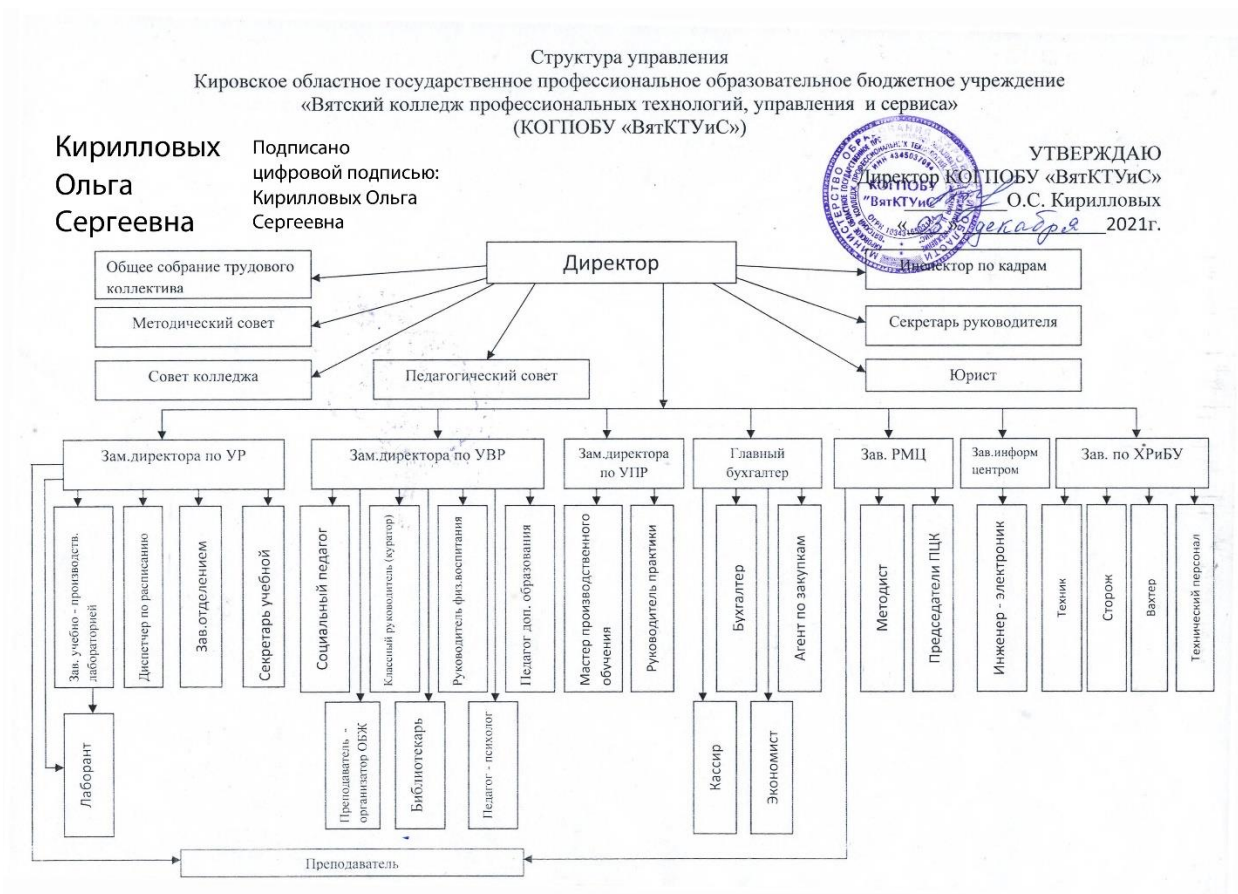 Структура управления
Кировское областное государственное профессиональное образовательное бюджетное учреждение
«Вятский колледж профессиональных технологий, управления и сервиса»
(КОГПОБУ «ВятКТУиС»)
Кирилловых
Ольга
Сергеевна
Подписано
цифровой подписью:
Кирилловых Ольга
Сергеевна
УТВЕРЖДАЮ
Директор КОГПОБУ «ВятКТУиС»
О.С. Кирилловых
декабря 2021г.
КОГПОБУ
"ВятКТУиС"
Директор
Общее собрание трудового
коллектива
Инспектор по кадрам
Методический совет
Секретарь руководителя
Совет колледжа
Педагогический совет
Юрист
Зам.директора по УР
Зам.директора по УВР
Зам.директора
по УПР
Главный
бухгалтер
Зав. РМЦ
Зав.информ
центром
Зав. по ХРиБУ
Зав. учебно - производств.
лабораторией
Диспетчер по расписанию
Зав.отделением
Секретарь учебной
Социальный педагог
Классный руководитель (куратор)
Руководитель физ.воспитания
Педагог доп. образования
Мастер производственного
обучения
Руководитель практики
Бухгалтер
Агент по закупкам
Методист
Председатели ПЦК
Инженер - электроник
Техник
Сторож
Вахтер
Технический персонал
Лаборант
Преподаватель -
организатор ОБЖ
Библиотекарь
Педагог - психолог
Кассир
Экономист
Преподаватель